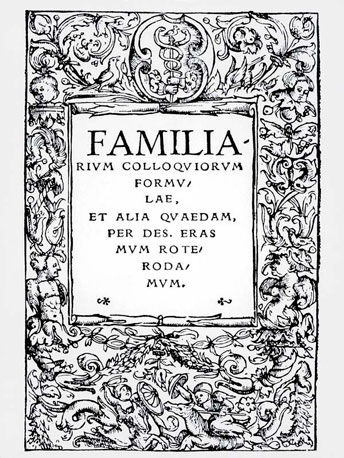 FAMILIA-
RIVM COLLOQVIORVM
FORMV/
LAE,
ET ALIA QVAEDAM,
PER DES. ERAS
MVM ROTE/
RODA/
MVM.